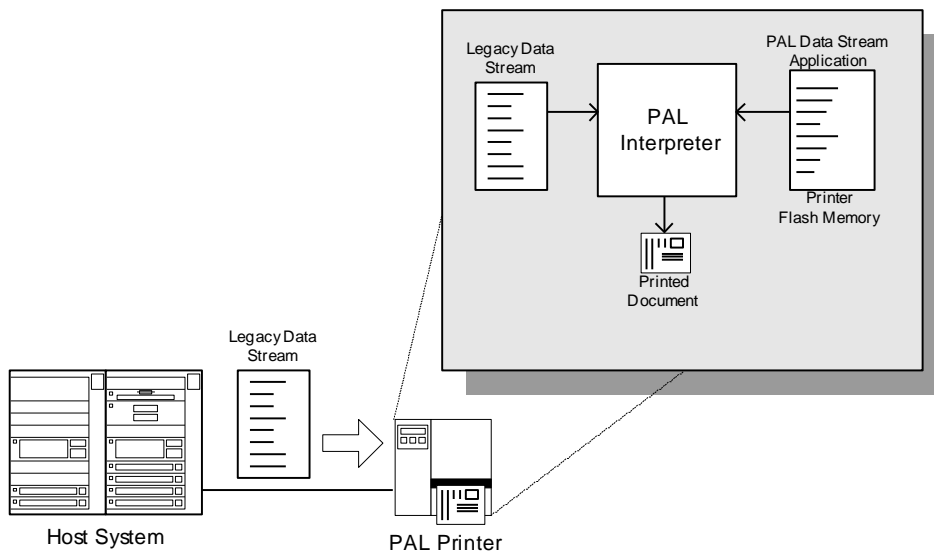 Legacy Data
Stream
PAL Data Stream
Application
PAL
Interpreter
Printer
Flash Memory
Printed
Document
Legacy Data
Stream
Host System
PAL Printer